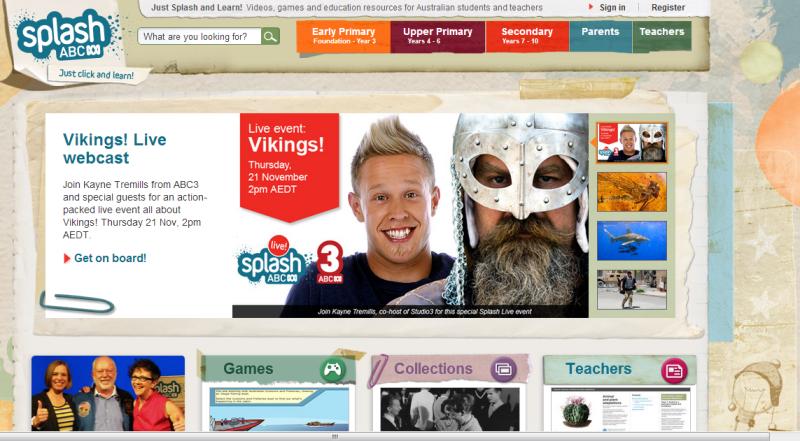 Just Splash and Learn! Videos, games and education resources for Australian students and teachers
Sign in
Register
splash
ABC
Just click and learn!
What are you looking for?
Early Primary
Foundation - Year 3
Upper Primary
Years 4 - 6
Secondary
Years 7 - 10
Parents
Teachers
Vikings! Live
webcast
Join Kayne Tremills from ABC3
and special guests for an action-
packed live event all about
Vikings! Thursday 21 Nov, 2pm
AEDT.
Get on board!
Live event:
Vikings!
Thursday,
21 November
2pm AEDT
live!
splash
ABC
3
ABC
Join Kayne Tremills, co-host of Studio3 for this special Splash Live event
Games
Collections
Teachers